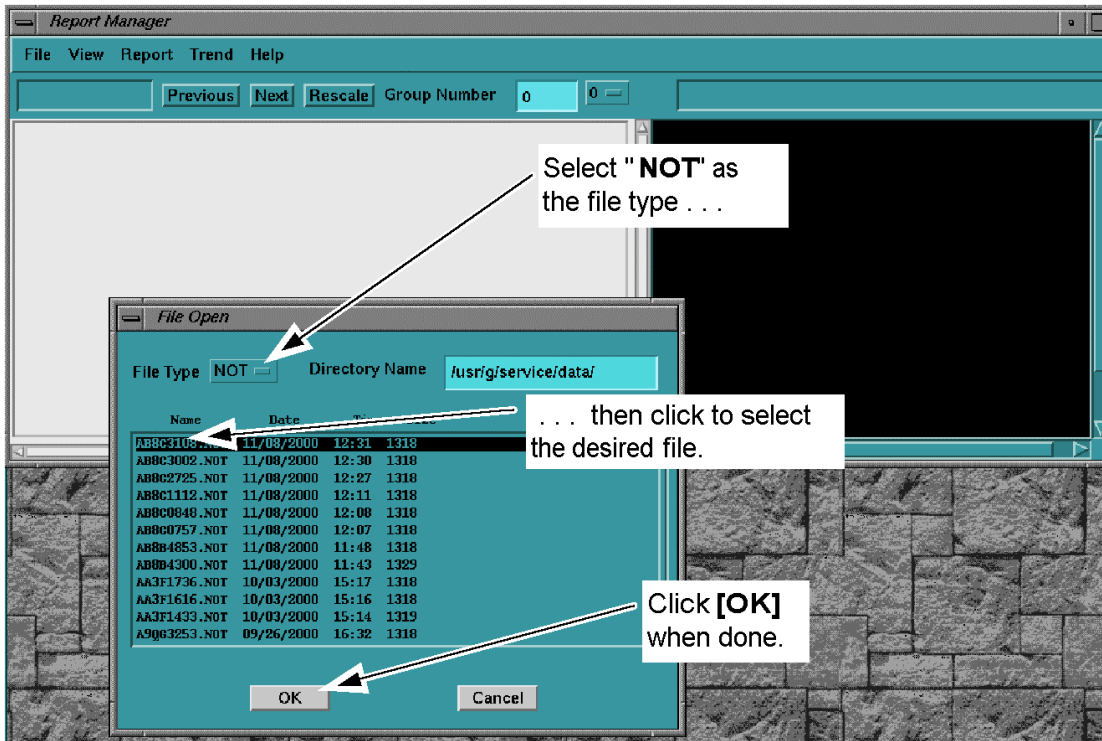 Report Manager
File View Report Trend Help
Previous Next Rescale Group Number 0 0
Select "NOT" as
the file type . . .
File Open
File Type NOT Directory Name /usr/g/service/data/
Name Date
. . . then click to select
the desired file.
AB8C3108.NOT 11/08/2000 12:31 1318
AB8C3002.NOT 11/08/2000 12:30 1318
AB8C2725.NOT 11/08/2000 12:27 1318
AB8C1112.NOT 11/08/2000 12:11 1318
AB8C0848.NOT 11/08/2000 12:08 1318
AB8C0757.NOT 11/08/2000 12:07 1318
AB8B4853.NOT 11/08/2000 11:48 1318
AB8B4300.NOT 11/08/2000 11:43 1329
AA3F1736.NOT 10/03/2000 15:17 1318
AA3F1616.NOT 10/03/2000 15:16 1318
AA3F1433.NOT 10/03/2000 15:14 1319
A9QG3253.NOT 09/26/2000 16:32 1318
Click [OK]
when done.
OK Cancel